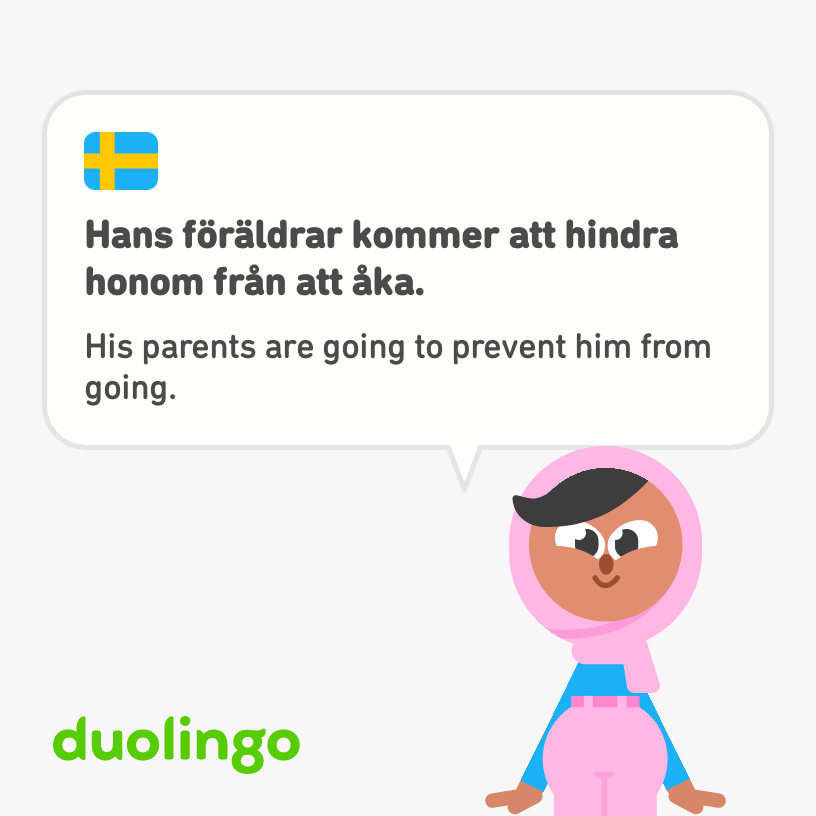 Hans föräldrar kommer att hindra
honom från att åka.
His parents are going to prevent him from
going.
duolingo